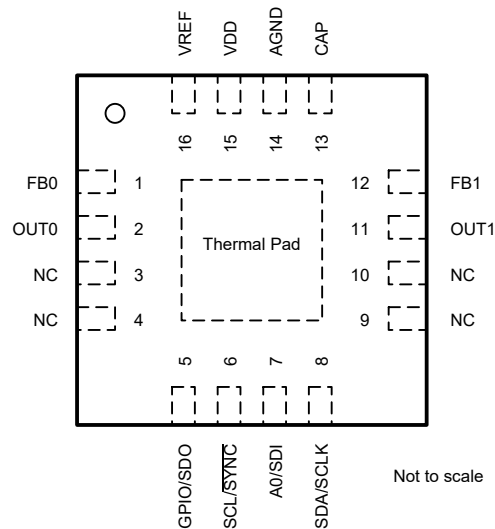 VREF VDD AGND CAP
16 15 14 13
FB0 1 12 FB1
OUT0 2 11 OUT1
Thermal Pad
NC 3 10 NC
NC 4 9 NC
5 6 7 8
GPIO/SDO SCL/SYNC A0/SDI SDA/SCLK
Not to scale